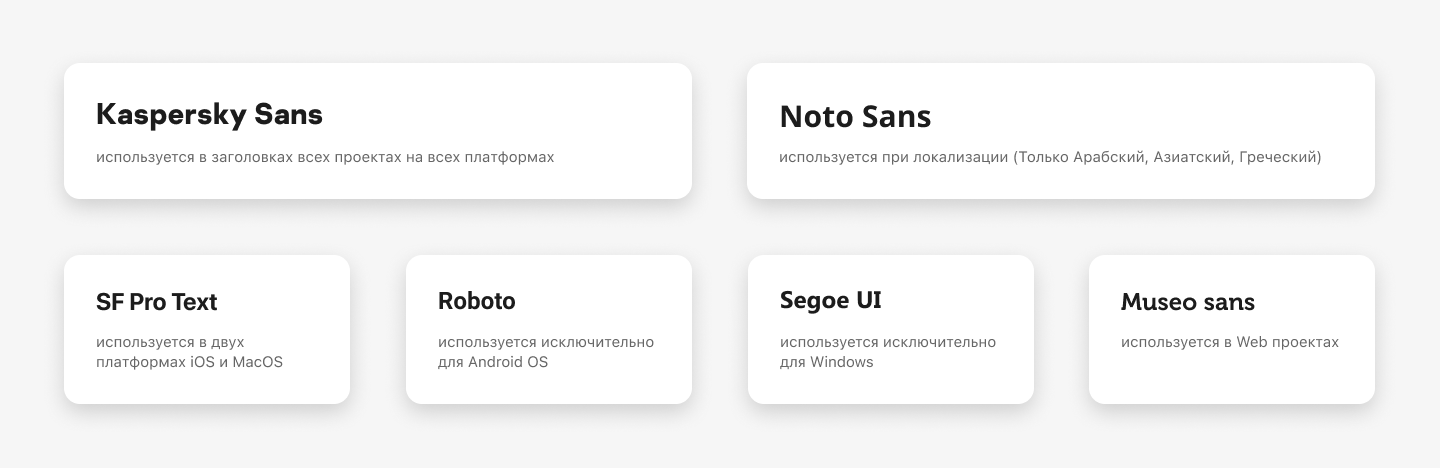 Kaspersky Sans
используется в заголовках всех проектах на всех платформах
Noto Sans
используется при локализации (Только Арабский, Азиатский, Греческий)
SF Pro Text
используется в двух
платформах iOS и MacOS
Roboto
используется исключительно
для Android OS
Segoe UI
используется исключительно
для Windows
Museo sans
используется в Web проектах